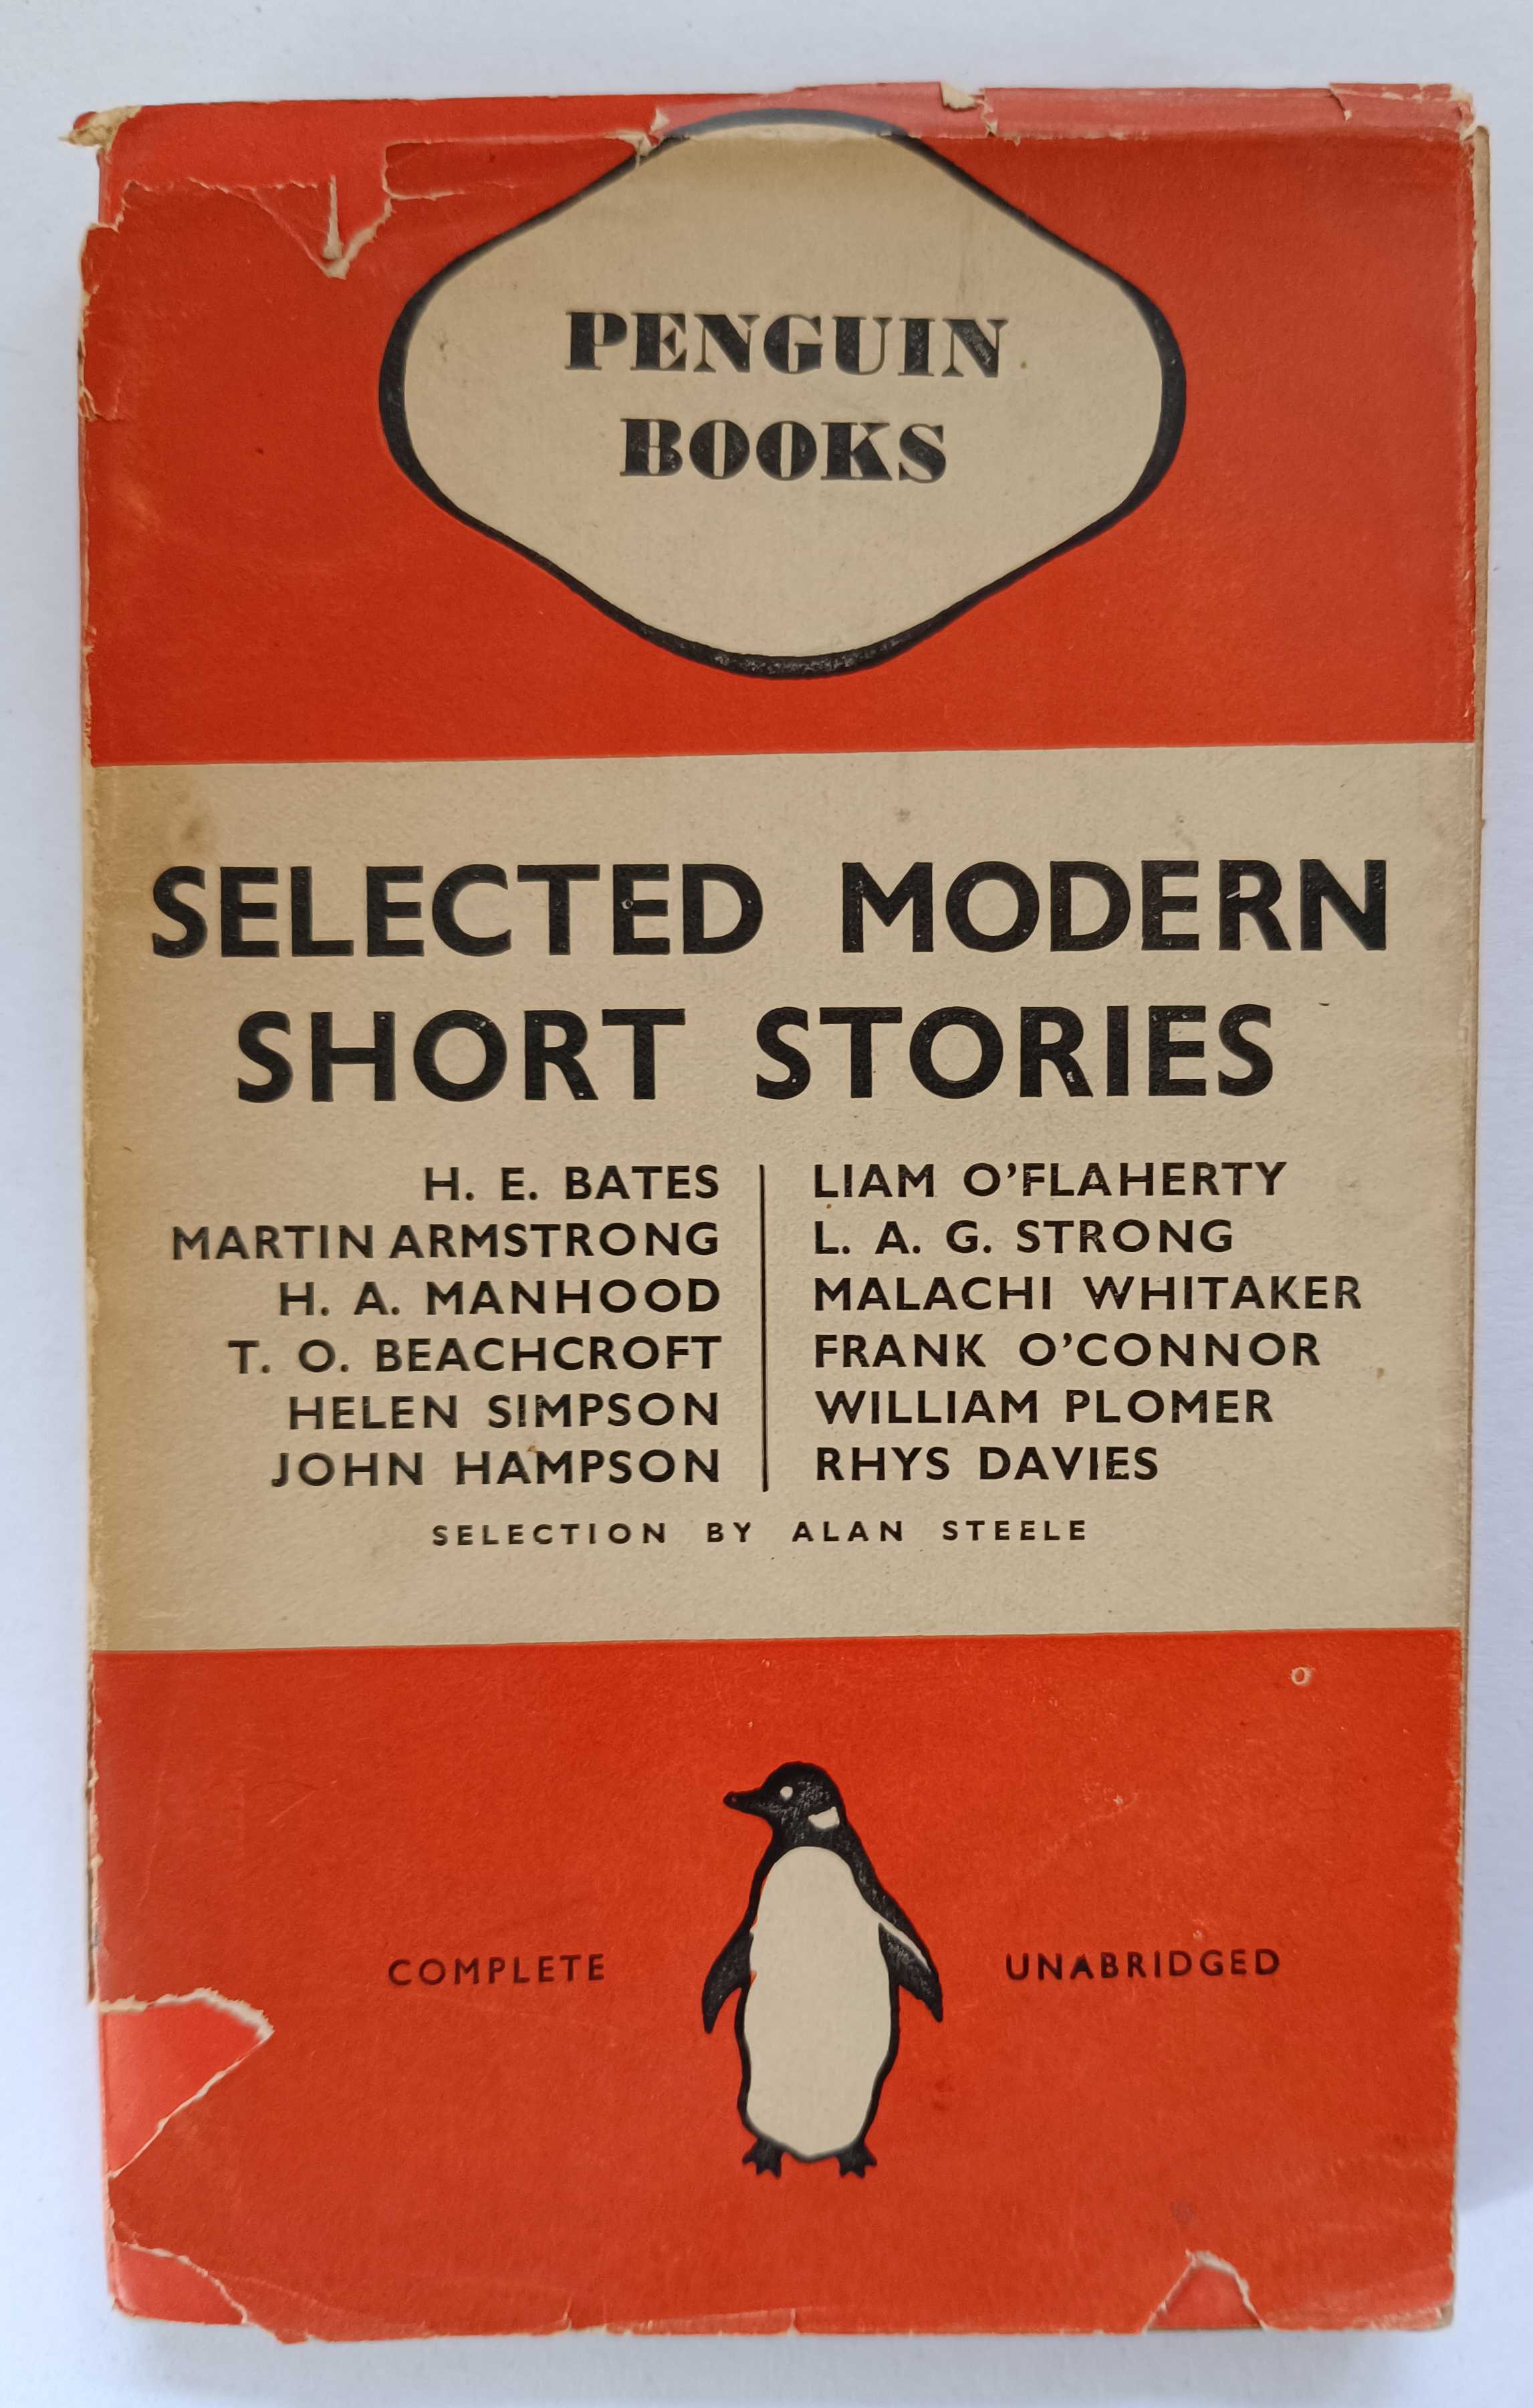 PENGUIN
BOOKS
SELECTED MODERN
SHORT STORIES
H. E. BATES
MARTIN ARMSTRONG
H. A. MANHOOD
T. O. BEACHCROFT
HELEN SIMPSON
JOHN HAMPSON
LIAM O'FLAHERTY
L. A. G. STRONG
MALACHI WHITAKER
FRANK O'CONNOR
WILLIAM PLOMER
RHYS DAVIES
SELECTION BY ALAN STEELE
COMPLETE UNABRIDGED